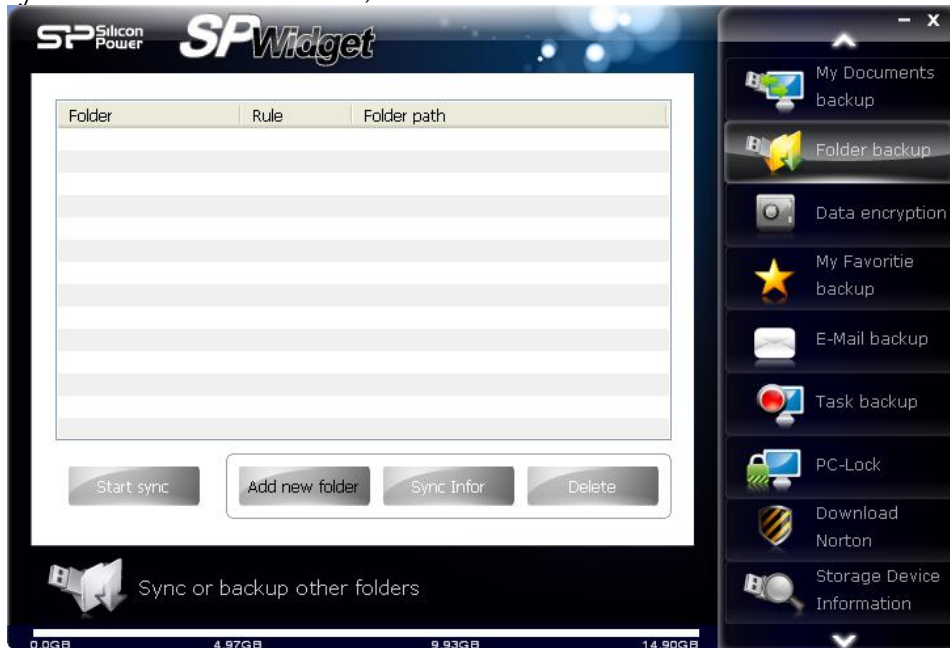 SP Silicon Power
SPWidget
– x
Folder Rule Folder path
Start sync Add new folder Sync Infor Delete
Sync or backup other folders
0.0GB 4.97GB 9.93GB 14.90GB
My Documents
backup
Folder backup
Data encryption
My Favoritie
backup
E-Mail backup
Task backup
PC-Lock
Download
Norton
Storage Device
Information